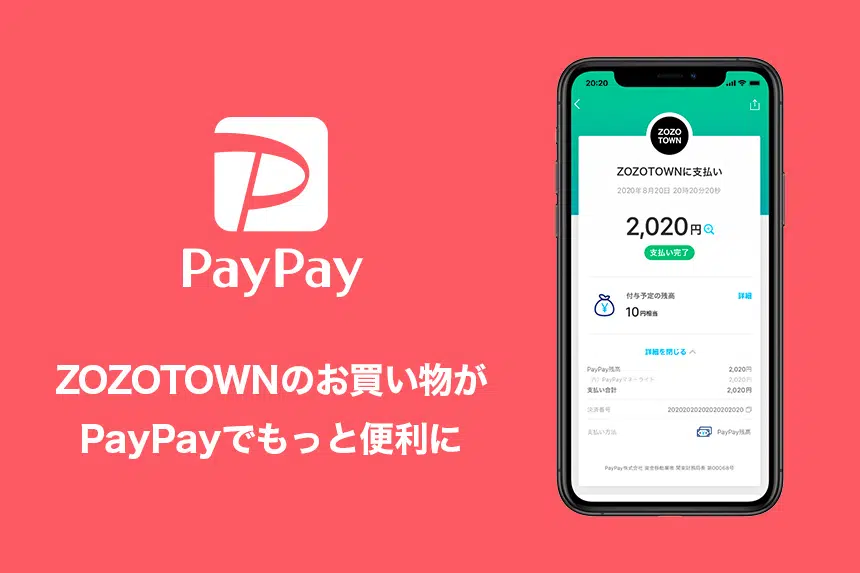 PayPay
ZOZOTOWNのお買い物が
PayPayでもっと便利に
20:20
ZOZO
TOWN
ZOZOTOWNに支払い
2020年8月20日 20時20分20秒
2,020円
支払い完了
付与予定の残高 詳細
10円相当
詳細を閉じる
PayPay残高 2,020円
PayPayマネーライト 2,020円
支払い合計 2,020円
決済番号 20202020202020202020
支払い方法 PayPay残高
PayPay株式会社 資金移動業者 関東財務局長 第00068号